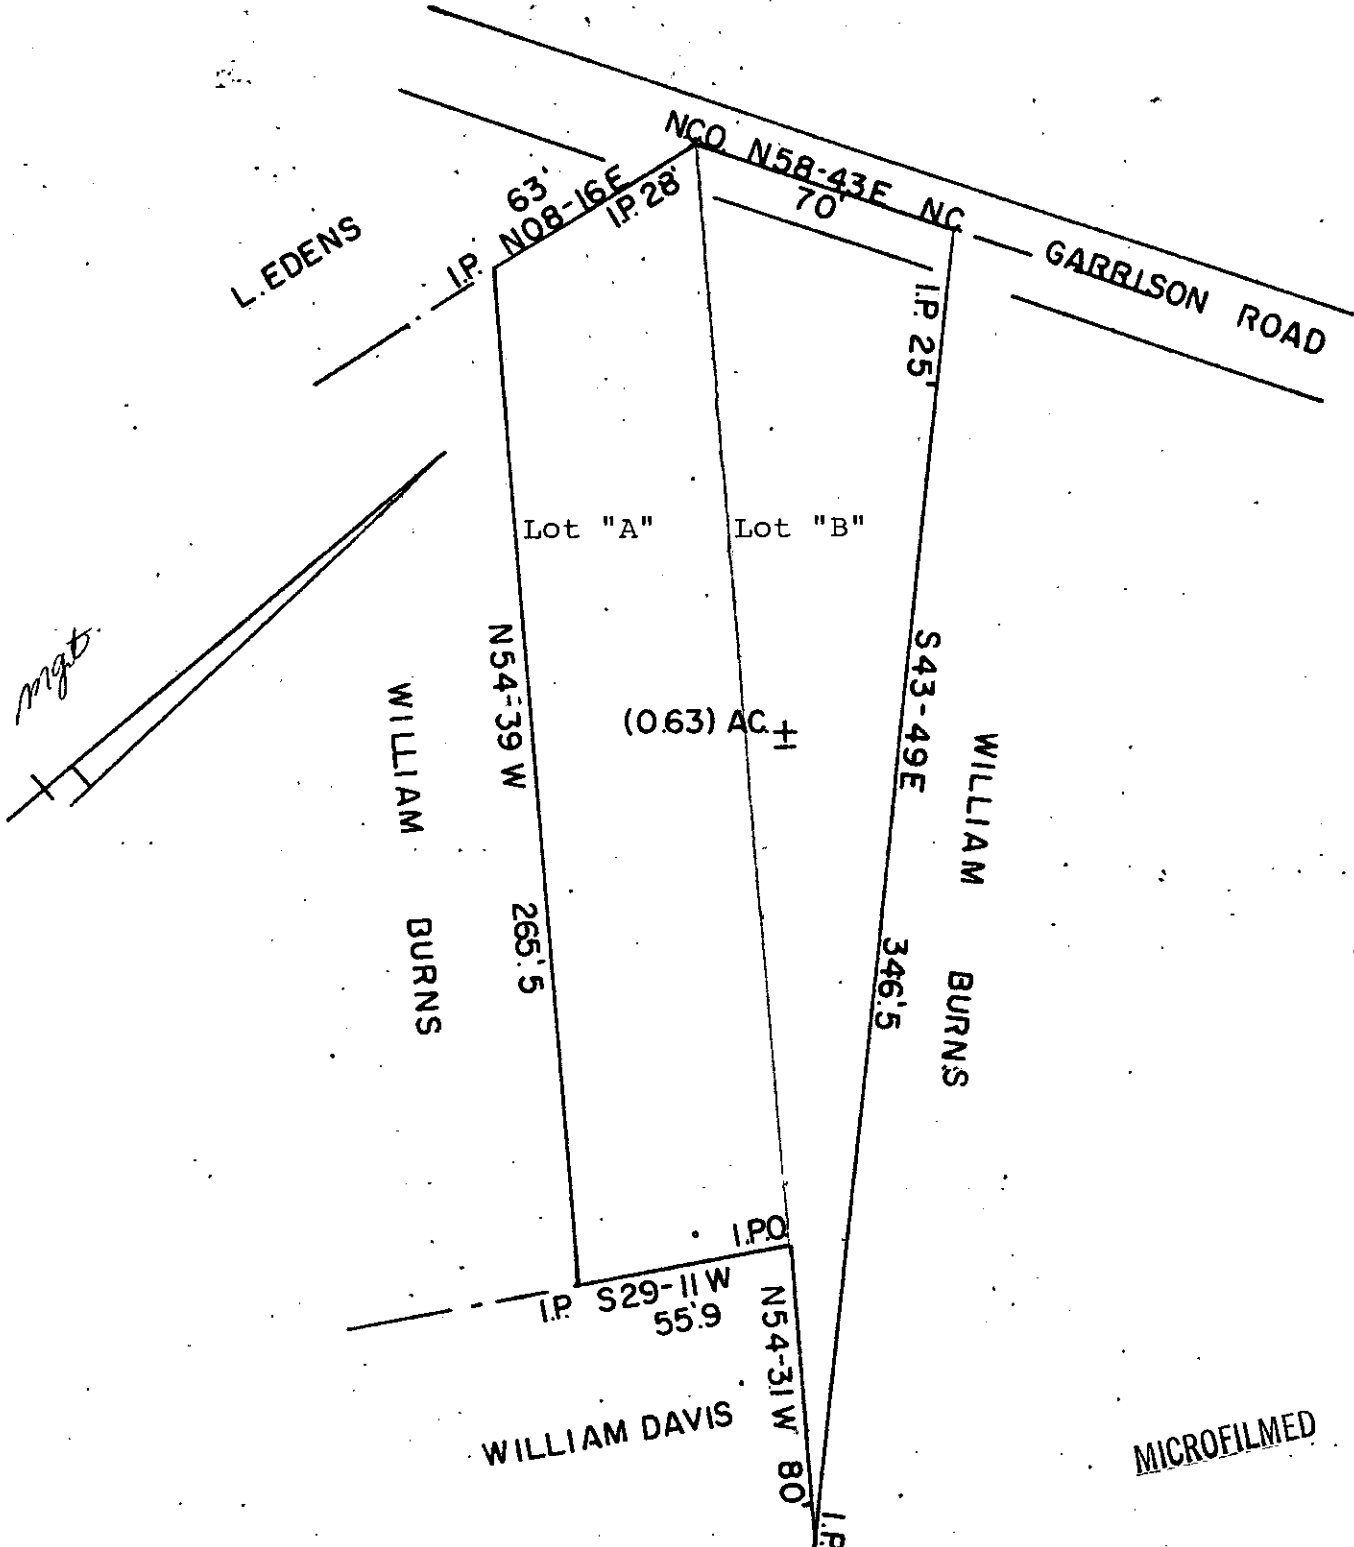 N.C.O. N58-43E N.C.
70'
63'
N08-16E
I.P. 28'
I.P.
L. EDENS
GARRISON ROAD
I.P. 25'
Lot "A" Lot "B"
mgt.
N54-39 W
265.'5
WILLIAM BURNS
(0.63) AC. ±
S43-49E
346.'5
WILLIAM BURNS
I.P.O.
I.P. S29-11 W
55.'9
N54-31 W 80'
WILLIAM DAVIS
I.P.
MICROFILMED